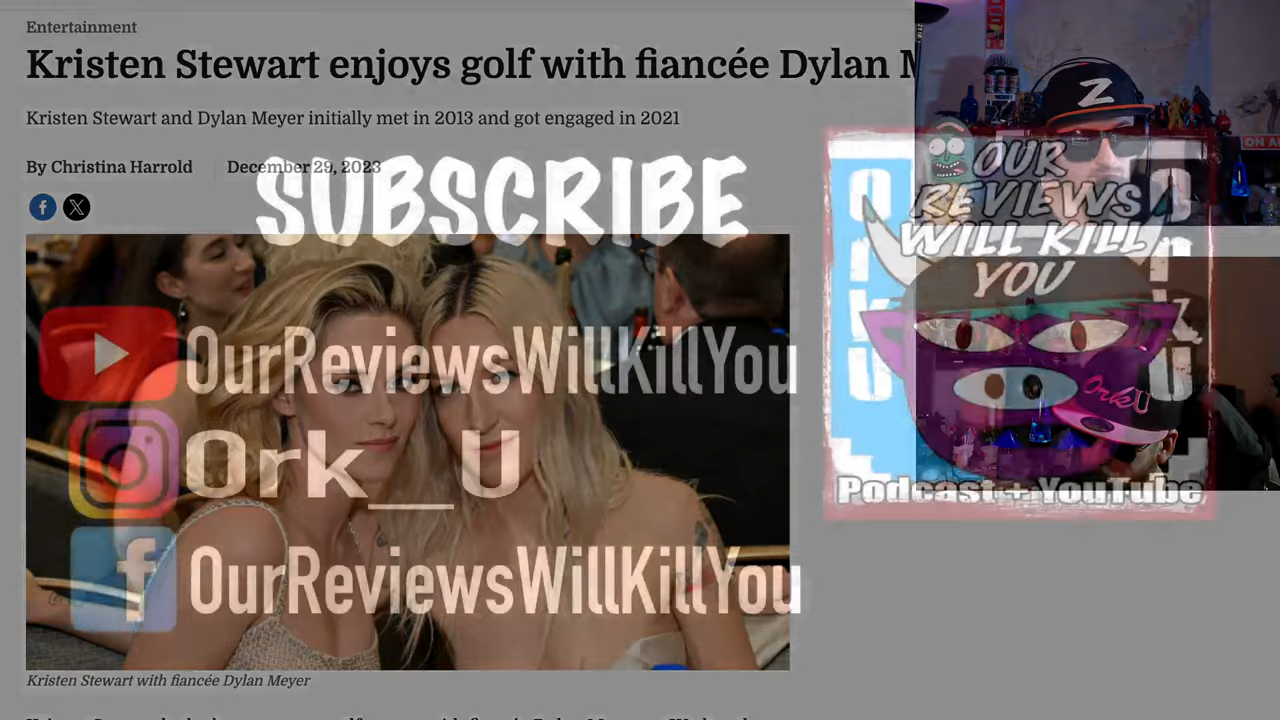 Entertainment
Kristen Stewart enjoys golf with fiancée Dylan M
Kristen Stewart and Dylan Meyer initially met in 2013 and got engaged in 2021
By Christina Harrold
December 29, 2023
SUBSCRIBE
OurReviewsWillKillYou
Ork_U
OurReviewsWillKillYou
Kristen Stewart with fiancée Dylan Meyer
Z
ON A
OUR
REVIEWS
WILL KILL
YOU
O
r
k
U
O
r
k
U
OrkU
Podcast + YouTube